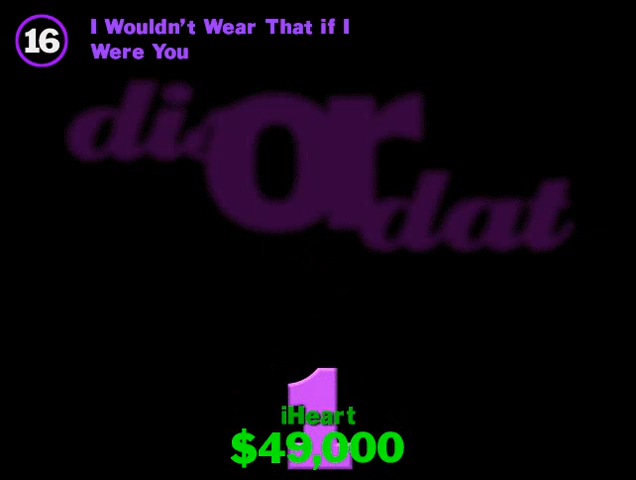 16
I Wouldn't Wear That if I
Were You
dis
or
dat
1
iHeart
$49,000